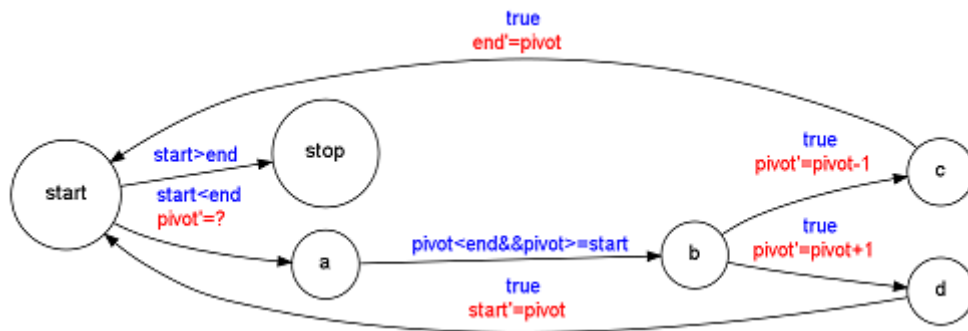 true
end'=pivot
stop
start>end
start
start<end
pivot'=?
true
pivot'=pivot-1
c
a
pivot<end&&pivot>=start
b
true
pivot'=pivot+1
true
start'=pivot
d